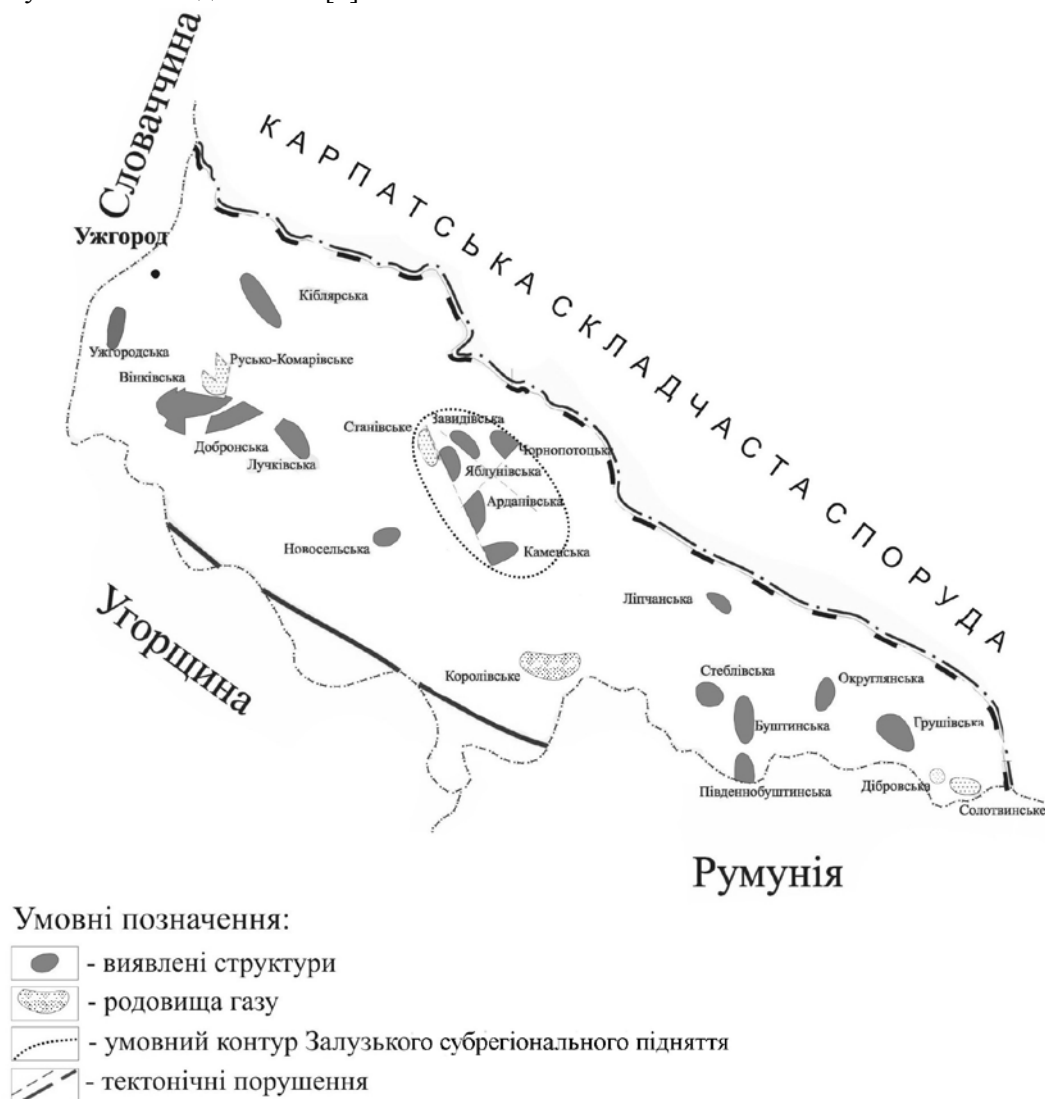 Словаччина
КАРПАТСЬКА СКЛАДЧАСТА СПОРУДА
Ужгород
Кіблярська
Ужгородська
Русько-Комарівське
Вінківська
Добронська
Лучківська
Станівське
Завидівська
Чорнопотоцька
Яблунівська
Арданівська
Новосельська
Каменська
Угорщина
Ліпчанська
Королівське
Стеблівська
Округлянська
Буштинська
Грушівська
Південнобуштинська
Дібровська
Солотвинське
Румунія
Умовні позначення:
- виявлені структури
- родовища газу
- умовний контур Залузького субрегіонального підняття
- тектонічні порушення